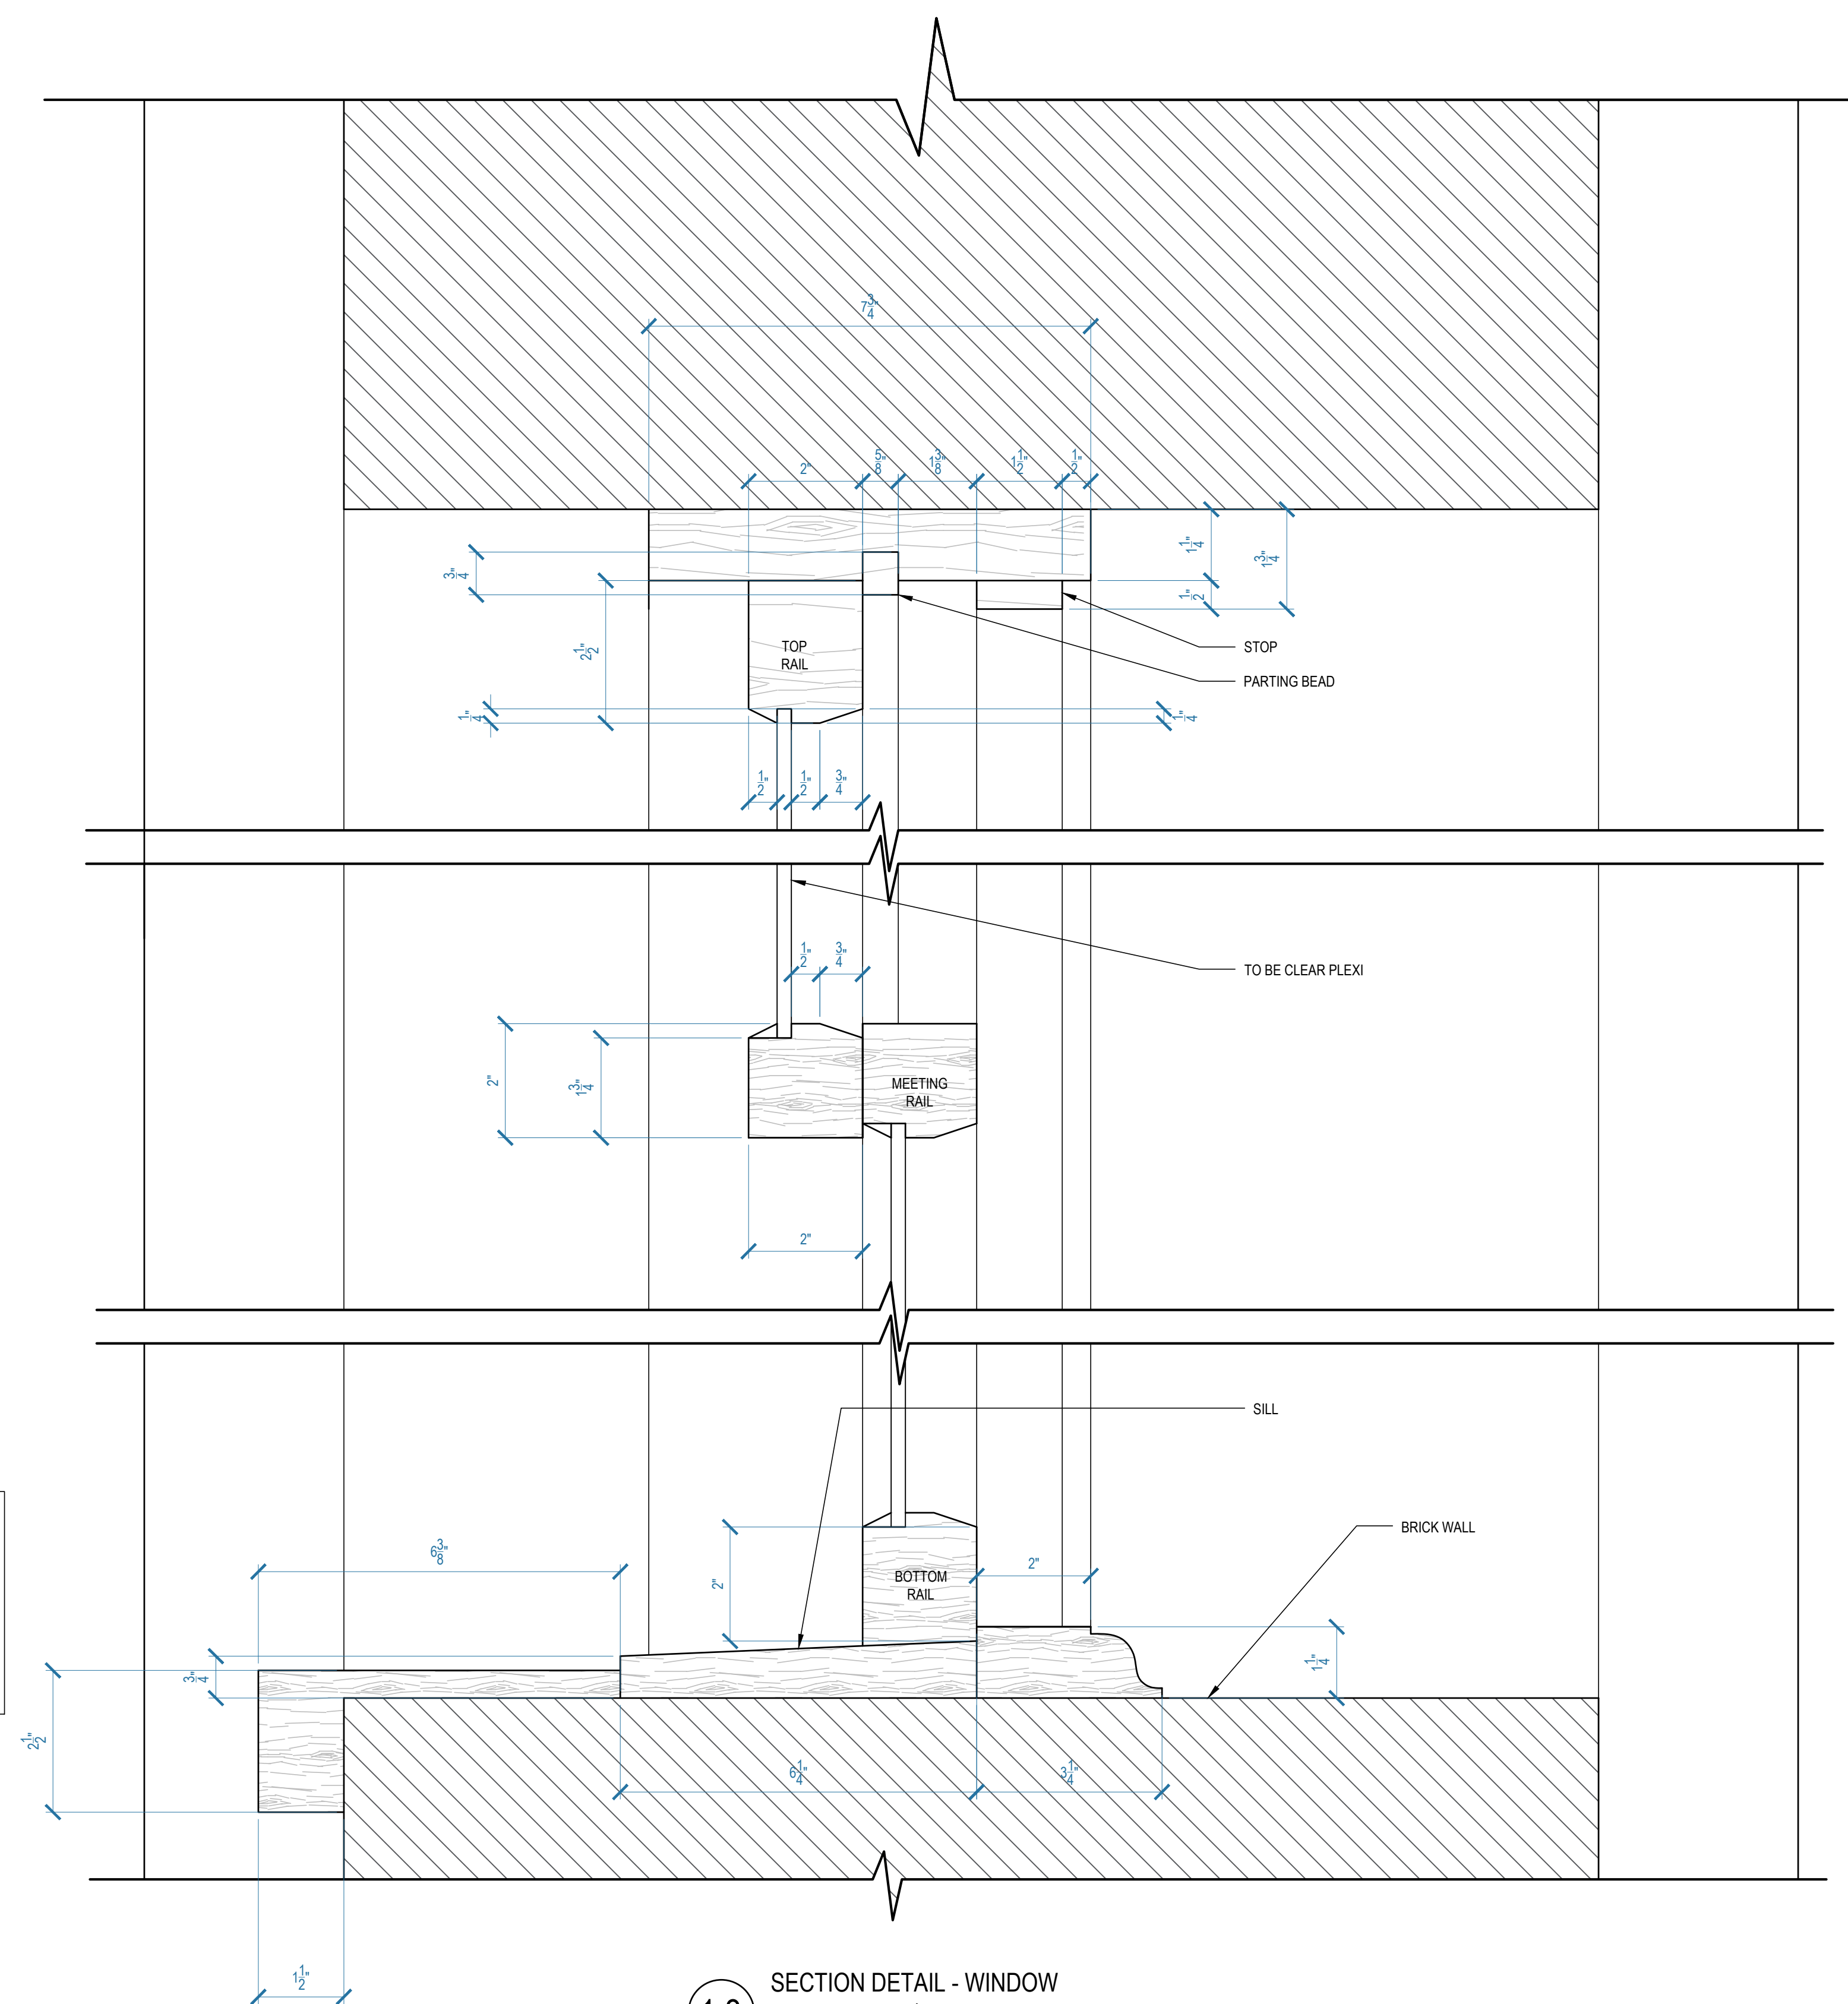 7 3/4"
2"
5/8"
1 3/8"
1 1/2"
1/2"
3/4"
2 1/2"
1 1/4"
1/2"
1 3/4"
TOP
RAIL
STOP
PARTING BEAD
1/4"
1/4"
1/2"
1/2"
3/4"
1/2"
3/4"
TO BE CLEAR PLEXI
2"
1 3/4"
MEETING
RAIL
2"
SILL
BRICK WALL
6 3/8"
2"
BOTTOM
RAIL
2"
3/4"
1 1/4"
2 1/2"
6 1/4"
3 1/4"
1 1/2"
SECTION DETAIL - WINDOW